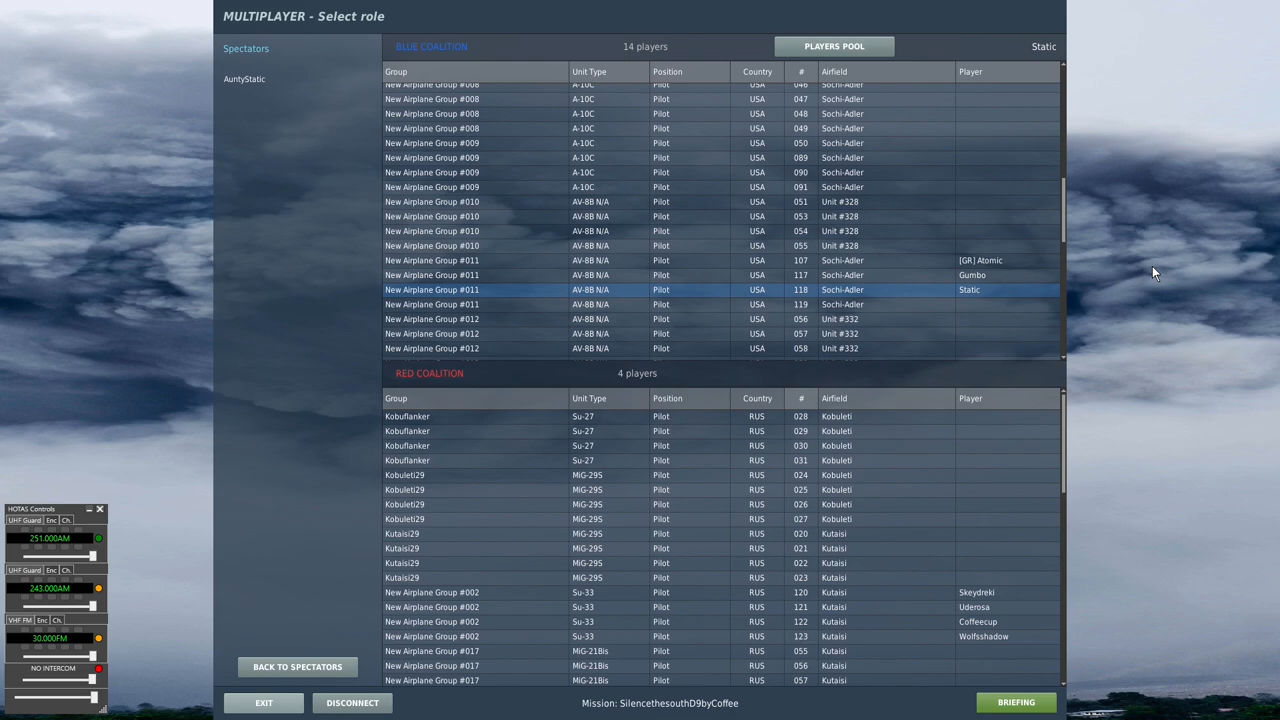 MULTIPLAYER - Select role
Spectators
AuntyStatic
BLUE COALITION 14 players PLAYERS POOL Static
Group Unit Type Position Country # Airfield Player
New Airplane Group #008 A-10C Pilot USA 046 Sochi-Adler
New Airplane Group #008 A-10C Pilot USA 047 Sochi-Adler
New Airplane Group #008 A-10C Pilot USA 048 Sochi-Adler
New Airplane Group #008 A-10C Pilot USA 049 Sochi-Adler
New Airplane Group #009 A-10C Pilot USA 050 Sochi-Adler
New Airplane Group #009 A-10C Pilot USA 089 Sochi-Adler
New Airplane Group #009 A-10C Pilot USA 090 Sochi-Adler
New Airplane Group #009 A-10C Pilot USA 091 Sochi-Adler
New Airplane Group #010 AV-8B N/A Pilot USA 051 Unit #328
New Airplane Group #010 AV-8B N/A Pilot USA 053 Unit #328
New Airplane Group #010 AV-8B N/A Pilot USA 054 Unit #328
New Airplane Group #010 AV-8B N/A Pilot USA 055 Unit #328
New Airplane Group #011 AV-8B N/A Pilot USA 107 Sochi-Adler [GR] Atomic
New Airplane Group #011 AV-8B N/A Pilot USA 117 Sochi-Adler Gumbo
New Airplane Group #011 AV-8B N/A Pilot USA 118 Sochi-Adler Static
New Airplane Group #011 AV-8B N/A Pilot USA 119 Sochi-Adler
New Airplane Group #012 AV-8B N/A Pilot USA 056 Unit #332
New Airplane Group #012 AV-8B N/A Pilot USA 057 Unit #332
New Airplane Group #012 AV-8B N/A Pilot USA 058 Unit #332
RED COALITION 4 players
Group Unit Type Position Country # Airfield Player
Kobuflanker Su-27 Pilot RUS 028 Kobuleti
Kobuflanker Su-27 Pilot RUS 029 Kobuleti
Kobuflanker Su-27 Pilot RUS 030 Kobuleti
Kobuflanker Su-27 Pilot RUS 031 Kobuleti
Kobuleti29 MiG-29S Pilot RUS 024 Kobuleti
Kobuleti29 MiG-29S Pilot RUS 025 Kobuleti
Kobuleti29 MiG-29S Pilot RUS 026 Kobuleti
Kobuleti29 MiG-29S Pilot RUS 027 Kobuleti
Kutaisi29 MiG-29S Pilot RUS 020 Kutaisi
Kutaisi29 MiG-29S Pilot RUS 021 Kutaisi
Kutaisi29 MiG-29S Pilot RUS 022 Kutaisi
Kutaisi29 MiG-29S Pilot RUS 023 Kutaisi
New Airplane Group #002 Su-33 Pilot RUS 120 Kutaisi Skeydreki
New Airplane Group #002 Su-33 Pilot RUS 121 Kutaisi Uderosa
New Airplane Group #002 Su-33 Pilot RUS 122 Kutaisi Coffeecup
New Airplane Group #002 Su-33 Pilot RUS 123 Kutaisi Wolfsshadow
New Airplane Group #017 MiG-21Bis Pilot RUS 055 Kutaisi
New Airplane Group #017 MiG-21Bis Pilot RUS 056 Kutaisi
New Airplane Group #017 MiG-21Bis Pilot RUS 057 Kutaisi
BACK TO SPECTATORS
EXIT DISCONNECT Mission: SilencethesouthD9byCoffee BRIEFING
HOTAS Controls
UHF Guard Enc Ch.
251.000AM
UHF Guard Enc Ch.
243.000AM
VHF FM Enc Ch.
30.000FM
NO INTERCOM